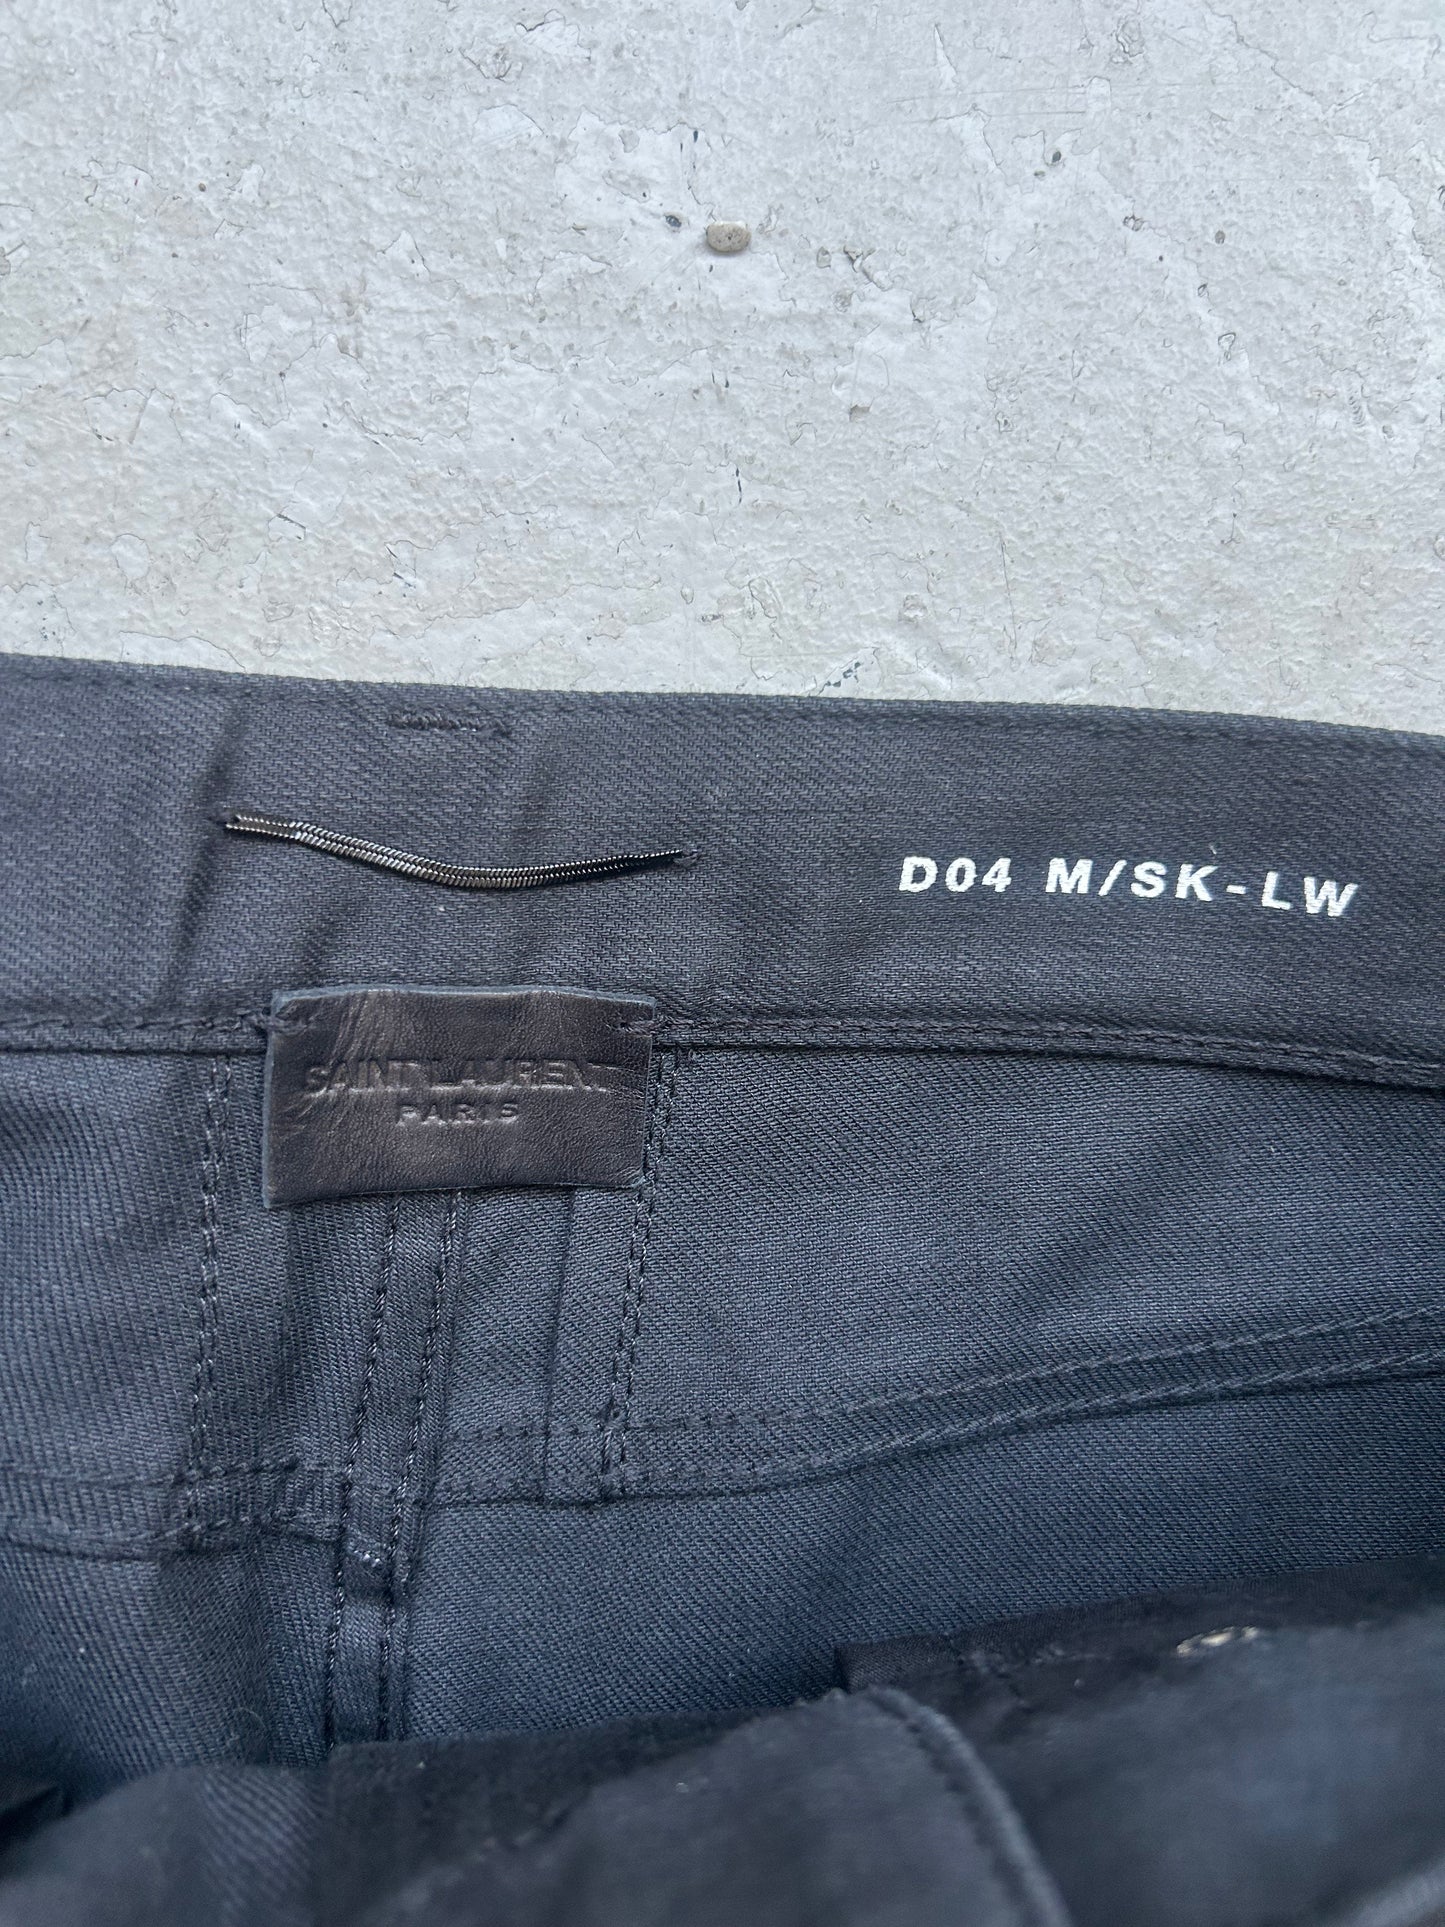 D04 M/SK-LW
SAINT LAURENT
PARIS